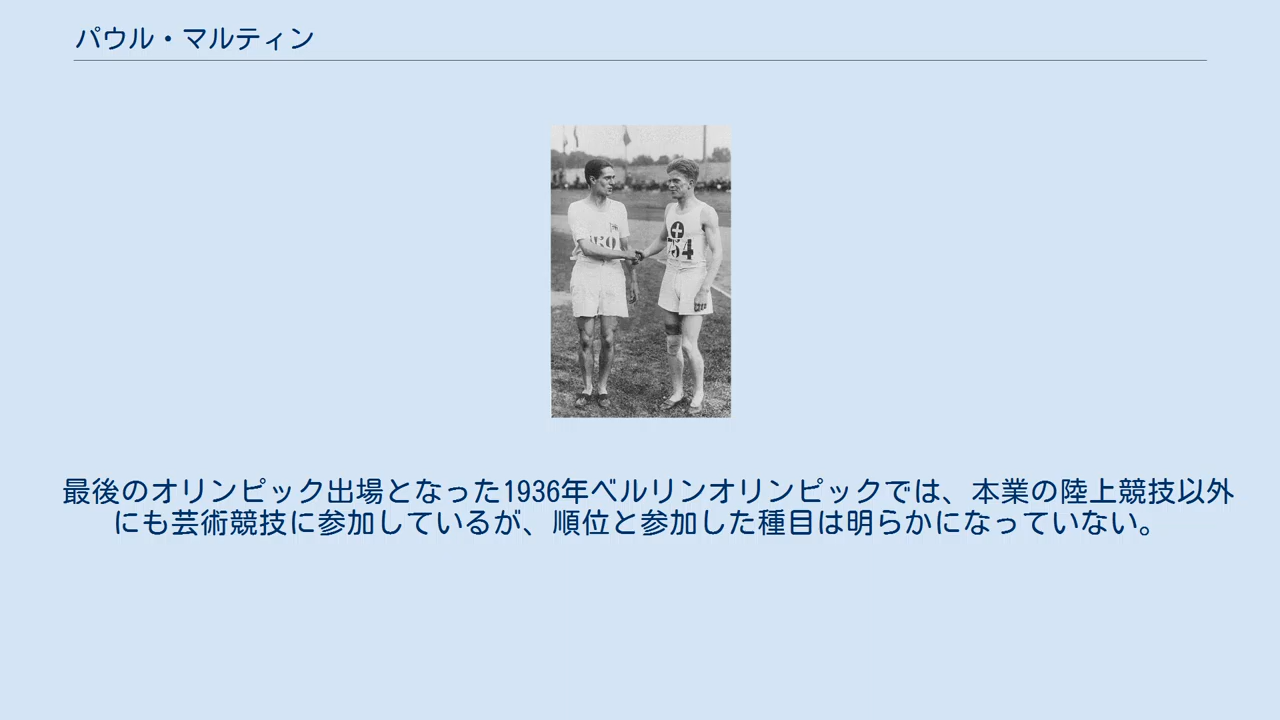 パウル・マルティン
754
最後のオリンピック出場となった1936年ベルリンオリンピックでは、本業の陸上競技以外
にも芸術競技に参加しているが、順位と参加した種目は明らかになっていない。